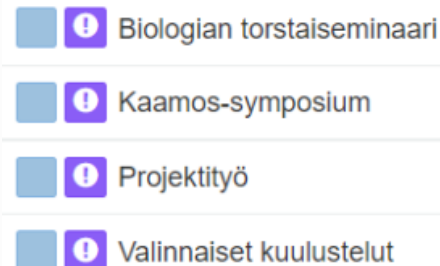 Biologian torstaiseminaari
Kaamos-symposium
Projektityö
Valinnaiset kuulustelut